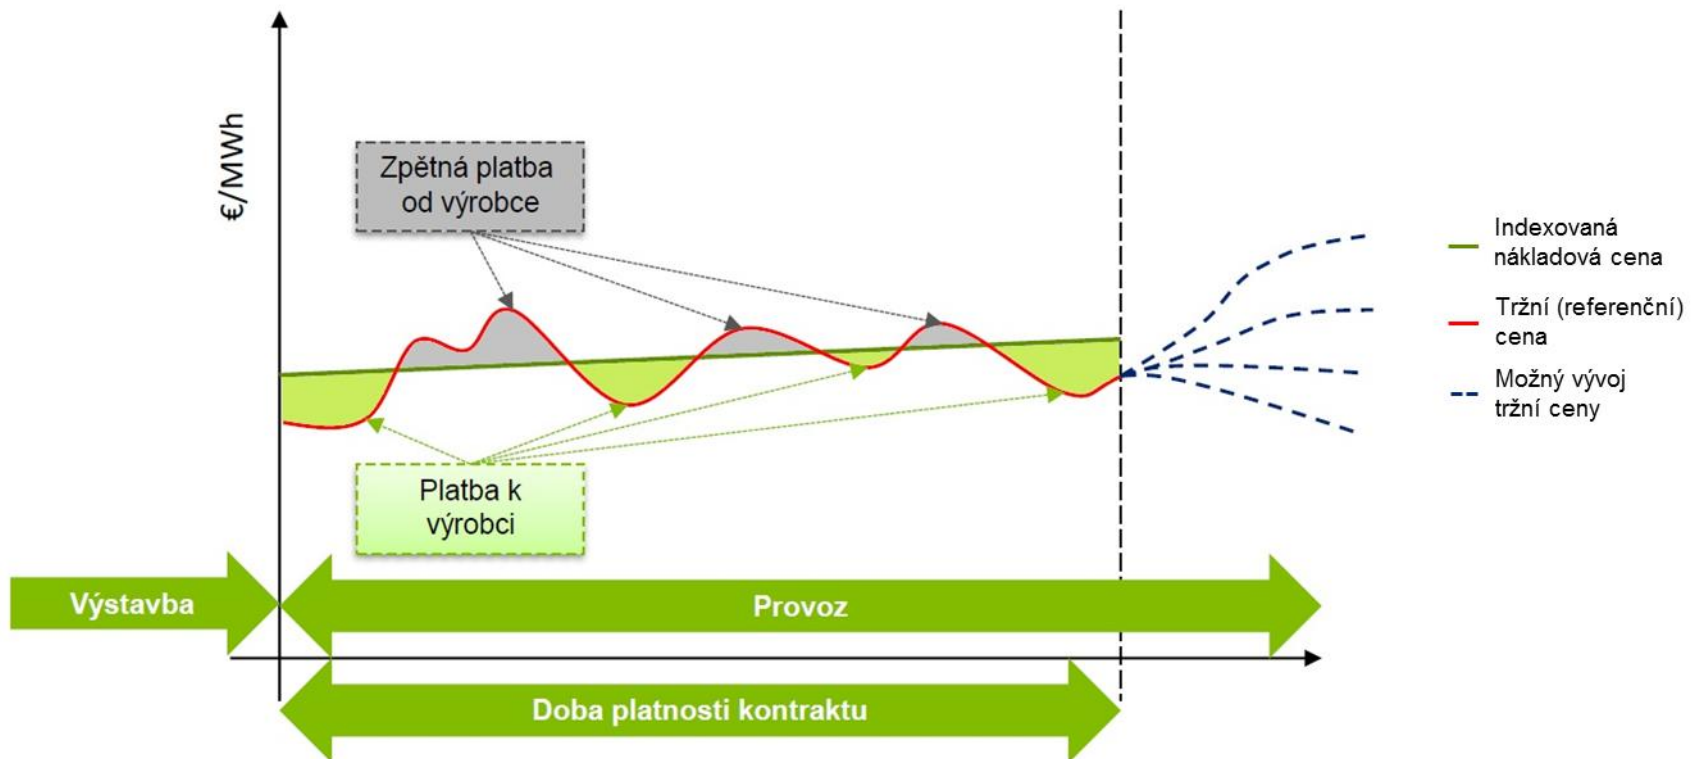 €/MWh
Zpětná platba
od výrobce
Platba k
výrobci
Indexovaná
nákladová cena
Tržní (referenční)
cena
Možný vývoj
tržní ceny
Výstavba
Provoz
Doba platnosti kontraktu